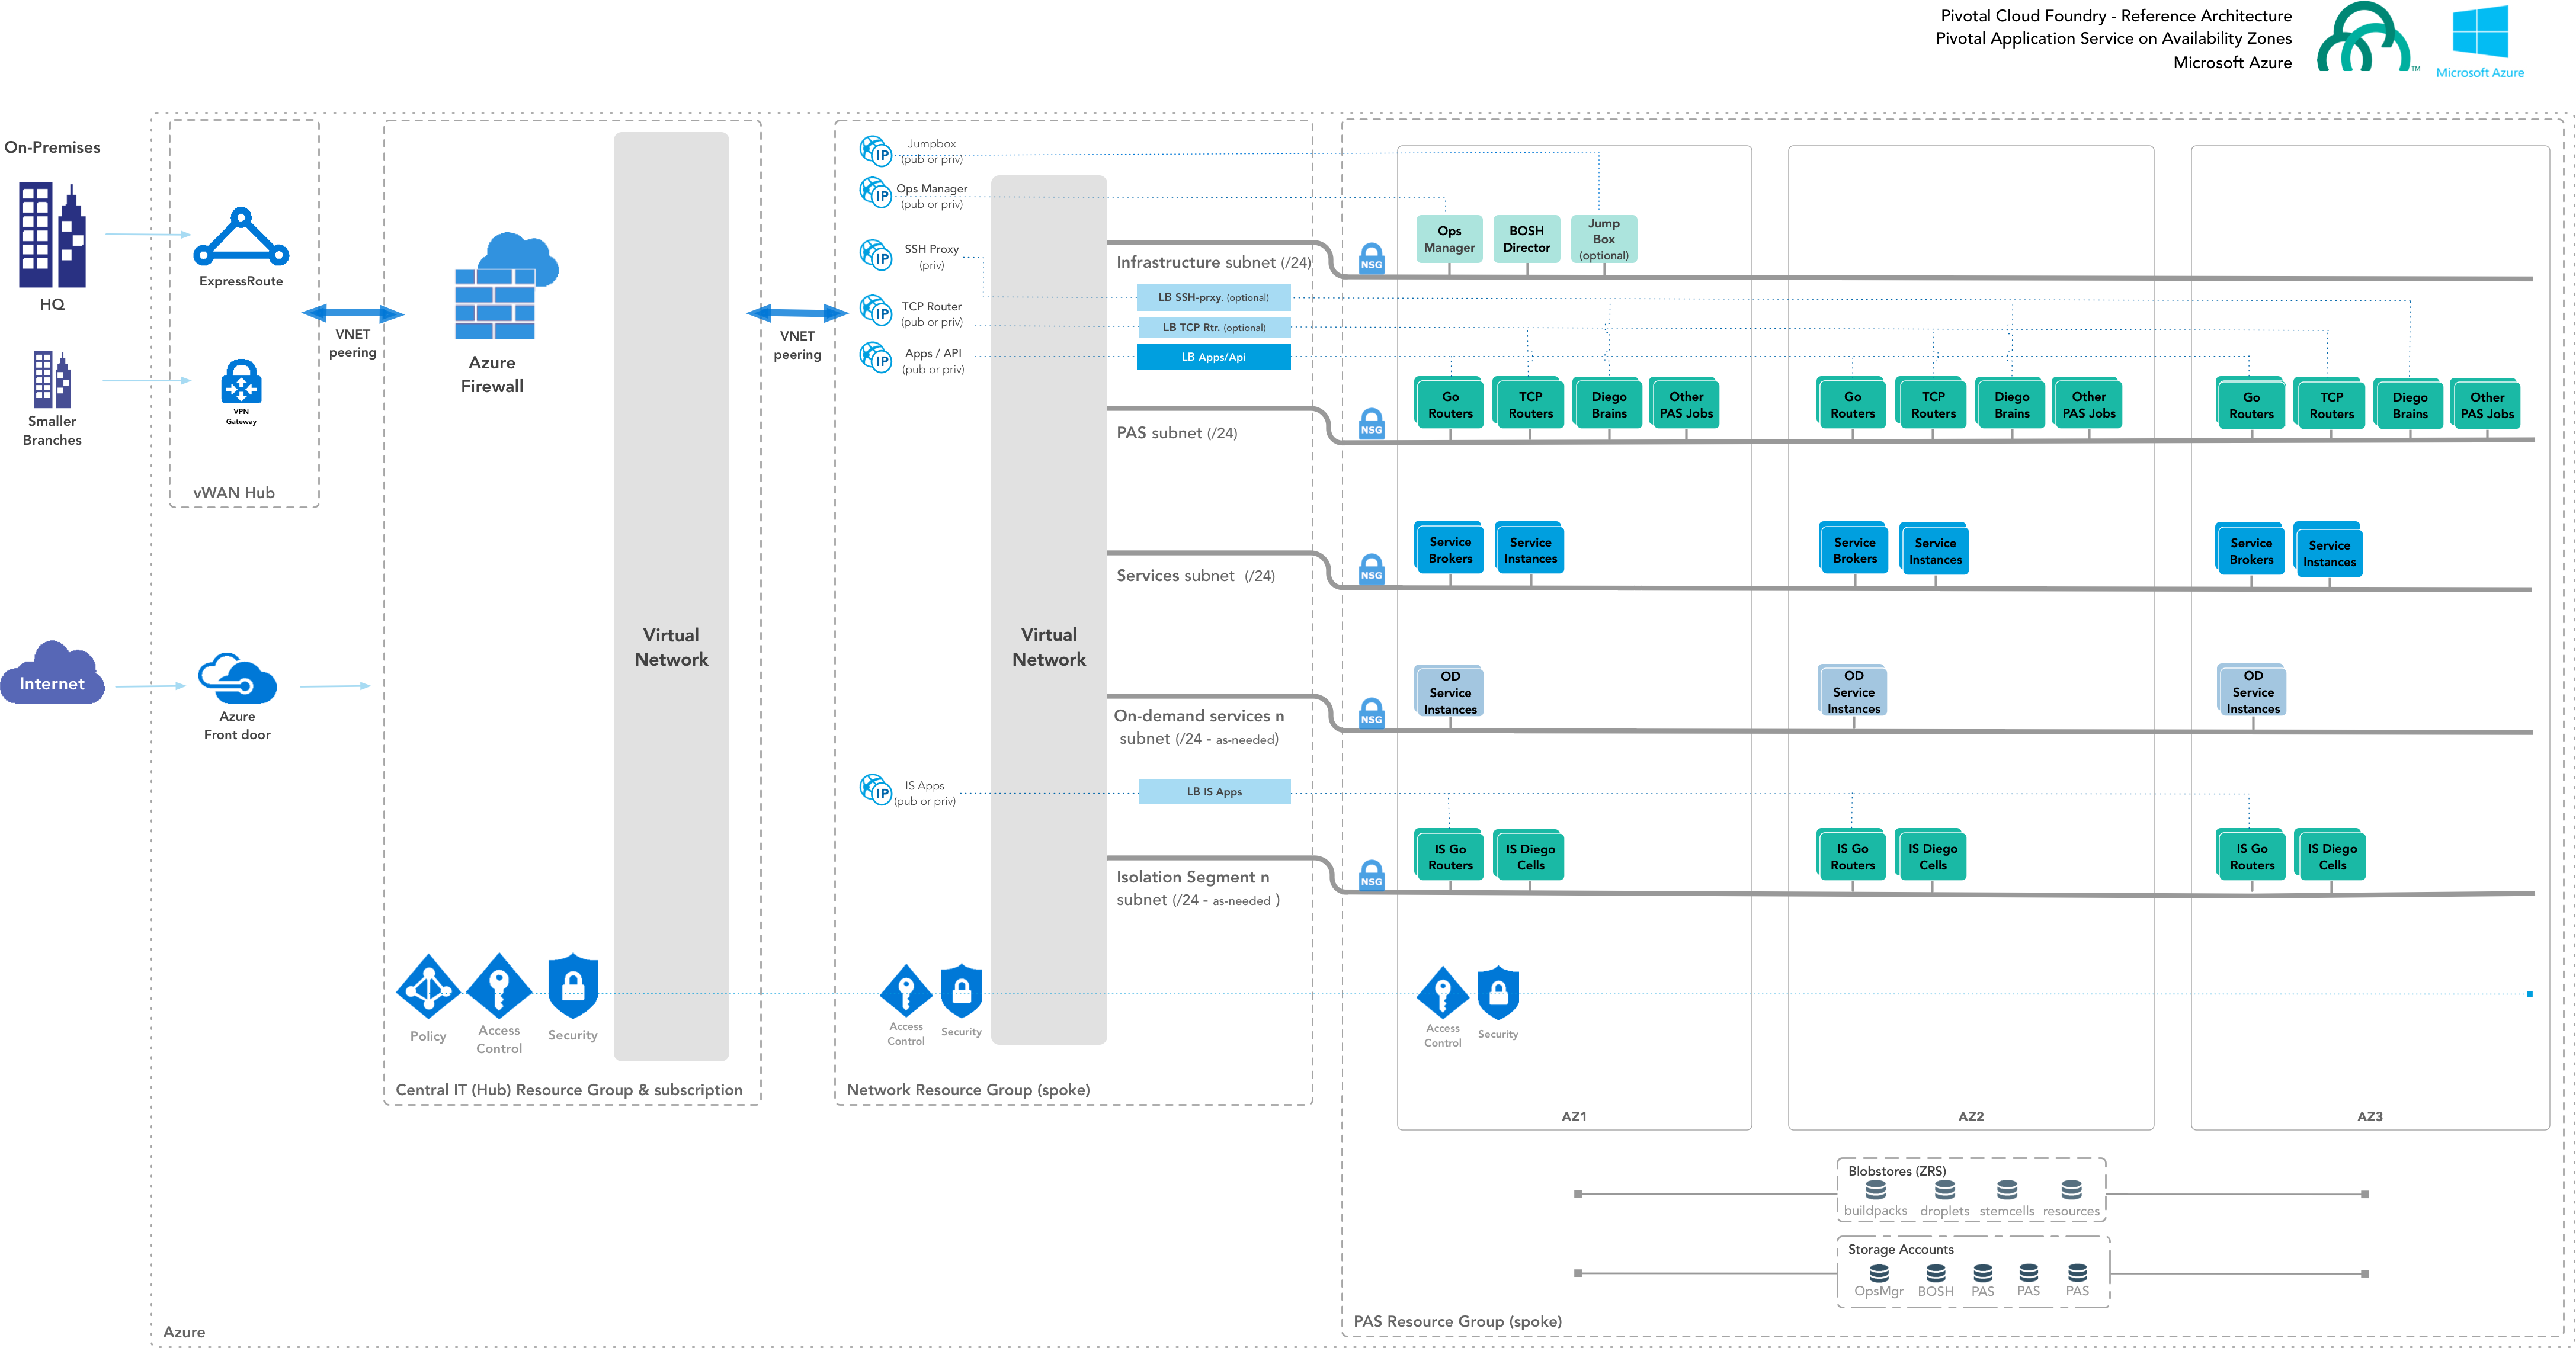 Pivotal Cloud Foundry - Reference Architecture
Pivotal Application Service on Availability Zones
Microsoft Azure
TM
Microsoft Azure
On-Premises
HQ
Smaller
Branches
Internet
ExpressRoute
VPN
Gateway
vWAN Hub
Azure
Front door
VNET
peering
Azure
Firewall
Virtual
Network
Policy
Access
Control
Security
Central IT (Hub) Resource Group & subscription
VNET
peering
IP
Jumpbox
(pub or priv)
IP
Ops Manager
(pub or priv)
IP
SSH Proxy
(priv)
IP
TCP Router
(pub or priv)
IP
Apps / API
(pub or priv)
IP
IS Apps
(pub or priv)
Virtual
Network
Access
Control
Security
Network Resource Group (spoke)
Infrastructure subnet (/24)
LB SSH-prxy. (optional)
LB TCP Rtr. (optional)
LB Apps/Api
PAS subnet (/24)
Services subnet (/24)
On-demand services n
subnet (/24 - as-needed)
LB IS Apps
Isolation Segment n
subnet (/24 - as-needed )
NSG
NSG
NSG
NSG
NSG
Ops
Manager
BOSH
Director
Jump
Box
(optional)
Go
Routers
TCP
Routers
Diego
Brains
Other
PAS Jobs
Service
Brokers
Service
Instances
OD
Service
Instances
IS Go
Routers
IS Diego
Cells
Access
Control
Security
AZ1
Go
Routers
TCP
Routers
Diego
Brains
Other
PAS Jobs
Service
Brokers
Service
Instances
OD
Service
Instances
IS Go
Routers
IS Diego
Cells
AZ2
Go
Routers
TCP
Routers
Diego
Brains
Other
PAS Jobs
Service
Brokers
Service
Instances
OD
Service
Instances
IS Go
Routers
IS Diego
Cells
AZ3
Blobstores (ZRS)
buildpacks droplets stemcells resources
Storage Accounts
OpsMgr BOSH PAS PAS PAS
PAS Resource Group (spoke)
Azure